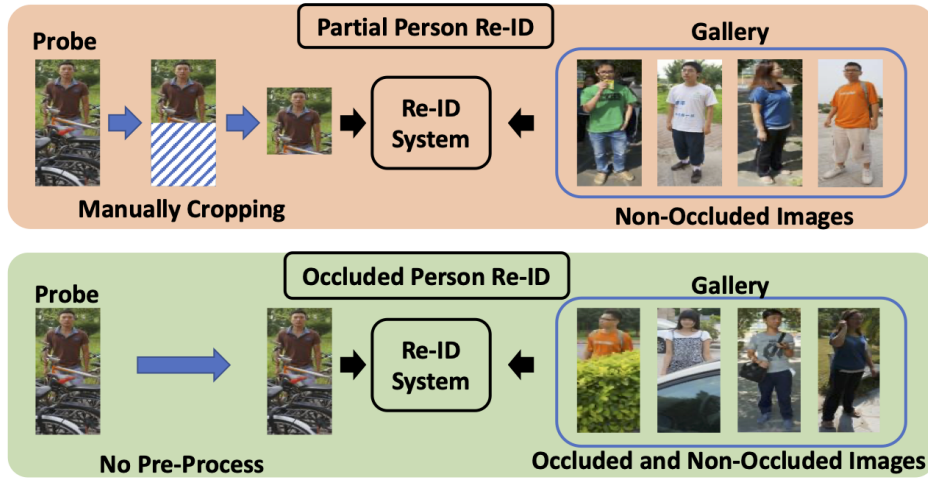 Partial Person Re-ID
Probe
Gallery
Re-ID
System
Manually Cropping
Non-Occluded Images
Occluded Person Re-ID
Probe
Gallery
Re-ID
System
No Pre-Process
Occluded and Non-Occluded Images